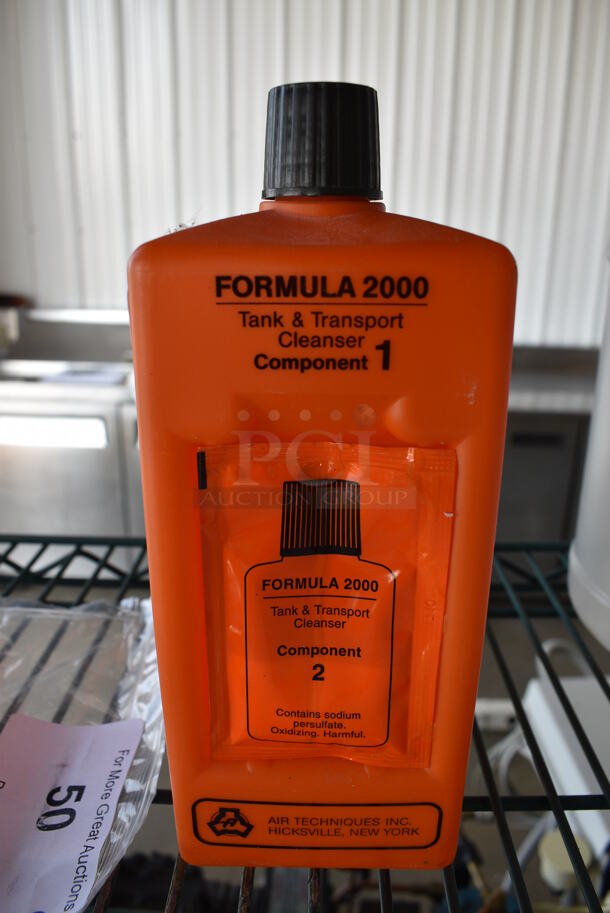 FORMULA 2000
Tank & Transport
Cleanser
Component 1
PCI
AUCTION GROUP
FORMULA 2000
Tank & Transport
Cleanser
Component
2
Contains sodium
persulfate.
Oxidizing. Harmful.
AIR TECHNIQUES INC.
HICKSVILLE, NEW YORK
For More Great Auctions
50